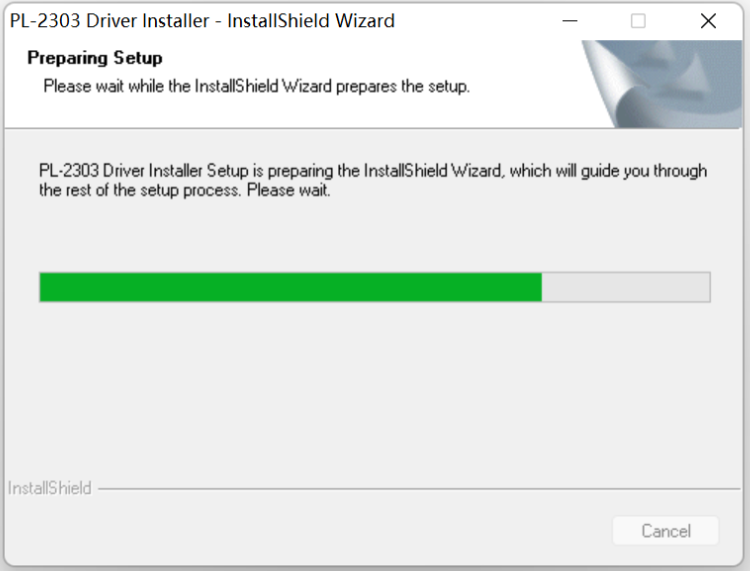 PL-2303 Driver Installer - InstallShield Wizard
Preparing Setup
Please wait while the InstallShield Wizard prepares the setup.
PL-2303 Driver Installer Setup is preparing the InstallShield Wizard, which will guide you through
the rest of the setup process. Please wait.
InstallShield
Cancel